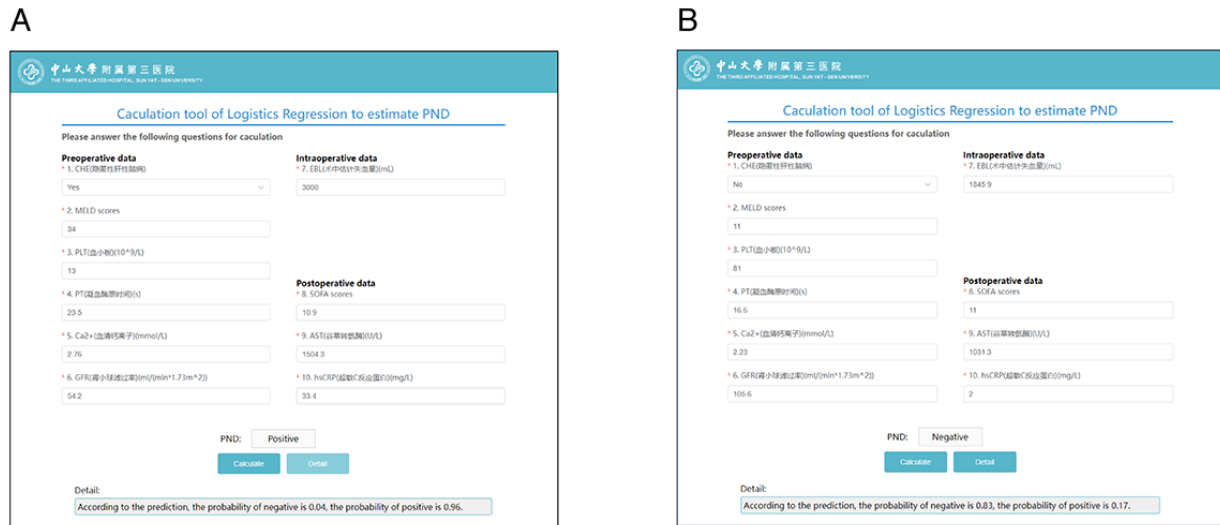 A
中山大學 附属第三医院
THE THIRD AFFILIATED HOSPITAL, SUN YAT-SEN UNIVERSITY
Caculation tool of Logistics Regression to estimate PND
Please answer the following questions for caculation
Preoperative data
* 1. CHE(隐匿性肝性脑病)
Yes
* 2. MELD scores
34
* 3. PLT(血小板)(10^9/L)
13
* 4. PT(凝血酶原时间)(s)
23.5
* 5. Ca2+(血清钙离子)(mmol/L)
2.76
* 6. GFR(肾小球滤过率)(ml/(min*1.73m^2))
54.2
Intraoperative data
* 7. EBL(术中估计失血量)(mL)
3000
Postoperative data
* 8. SOFA scores
10.9
* 9. AST(谷草转氨酶)(U/L)
1504.3
* 10. hsCRP(超敏C反应蛋白)(mg/L)
33.4
PND: Positive
Calculate Detail
Detail:
According to the prediction, the probability of negative is 0.04, the probability of positive is 0.96.
B
中山大學 附属第三医院
THE THIRD AFFILIATED HOSPITAL, SUN YAT-SEN UNIVERSITY
Caculation tool of Logistics Regression to estimate PND
Please answer the following questions for caculation
Preoperative data
* 1. CHE(隐匿性肝性脑病)
No
* 2. MELD scores
11
* 3. PLT(血小板)(10^9/L)
81
* 4. PT(凝血酶原时间)(s)
16.6
* 5. Ca2+(血清钙离子)(mmol/L)
2.23
* 6. GFR(肾小球滤过率)(ml/(min*1.73m^2))
105.6
Intraoperative data
* 7. EBL(术中估计失血量)(mL)
1845.9
Postoperative data
* 8. SOFA scores
11
* 9. AST(谷草转氨酶)(U/L)
1031.3
* 10. hsCRP(超敏C反应蛋白)(mg/L)
2
PND: Negative
Calculate Detail
Detail:
According to the prediction, the probability of negative is 0.83, the probability of positive is 0.17.